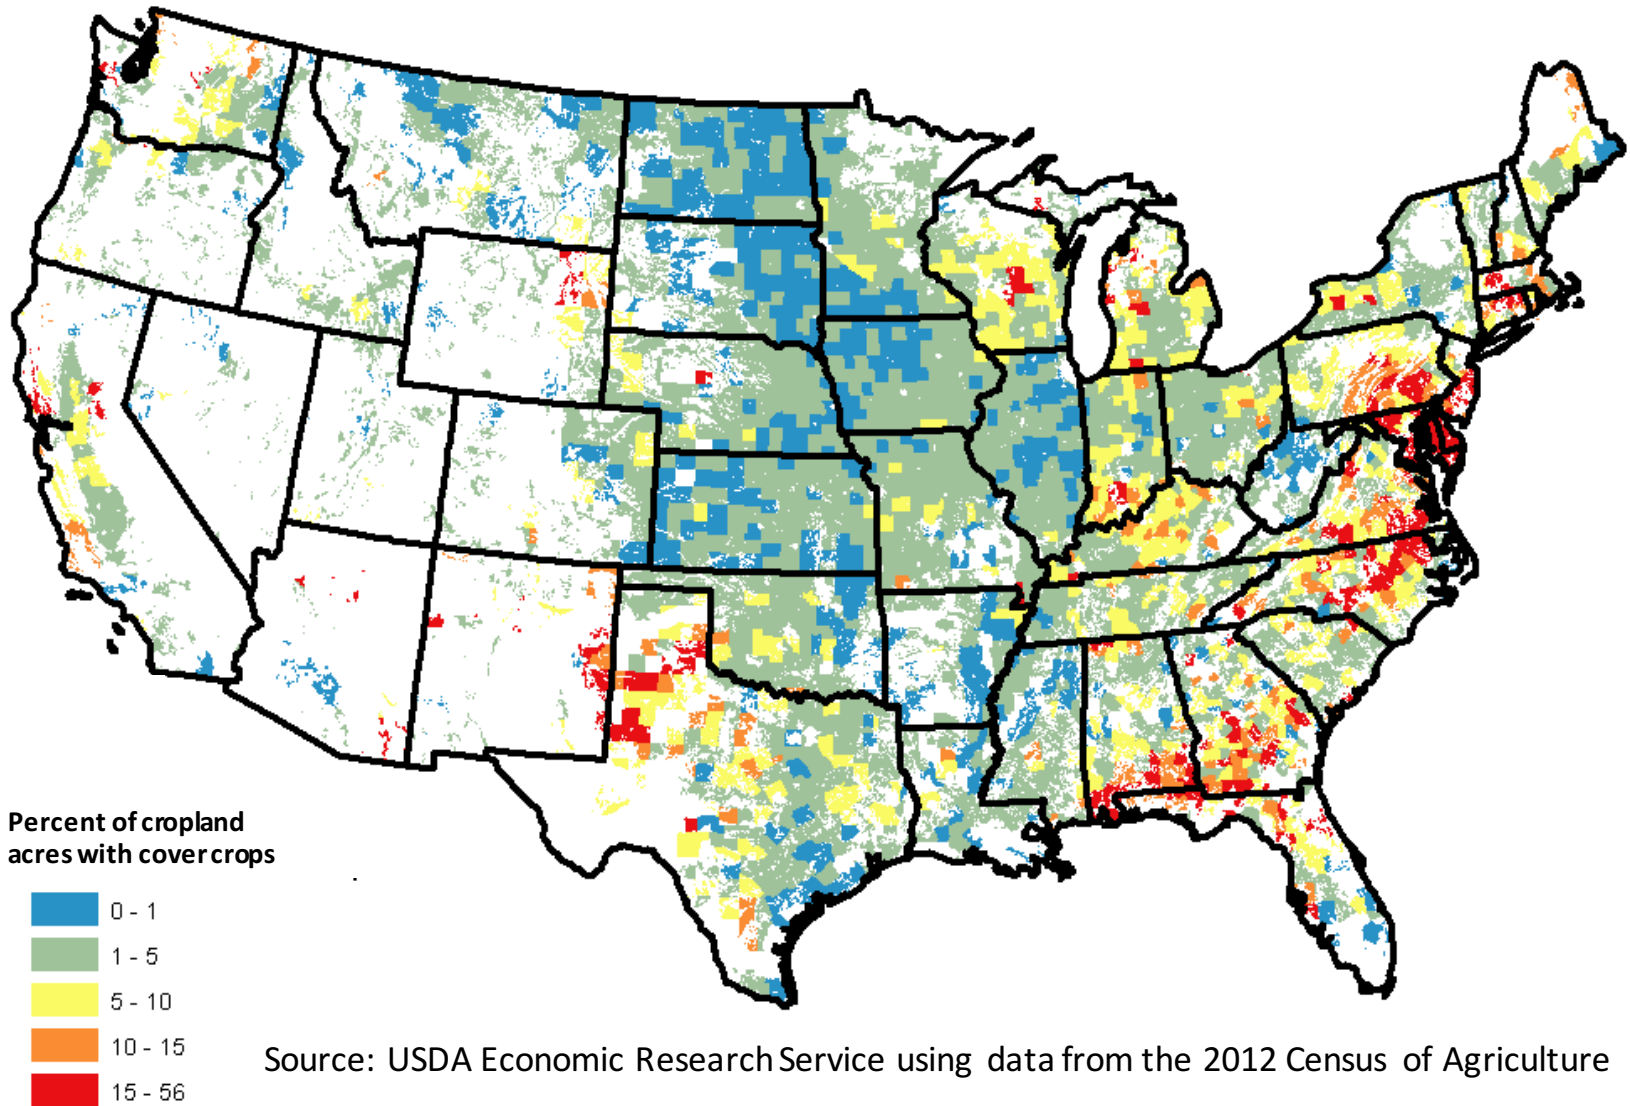 Percent of cropland
acres with cover crops
0 - 1
1 - 5
5 - 10
10 - 15
15 - 56
Source: USDA Economic Research Service using data from the 2012 Census of Agriculture